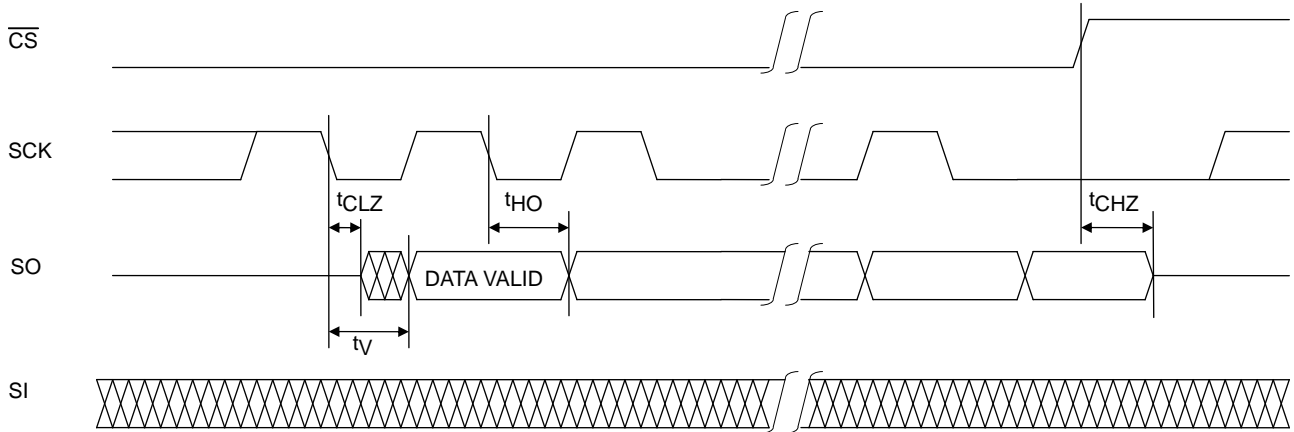 CS
SCK
tCLZ
tHO
tCHZ
SO
DATA VALID
tV
SI